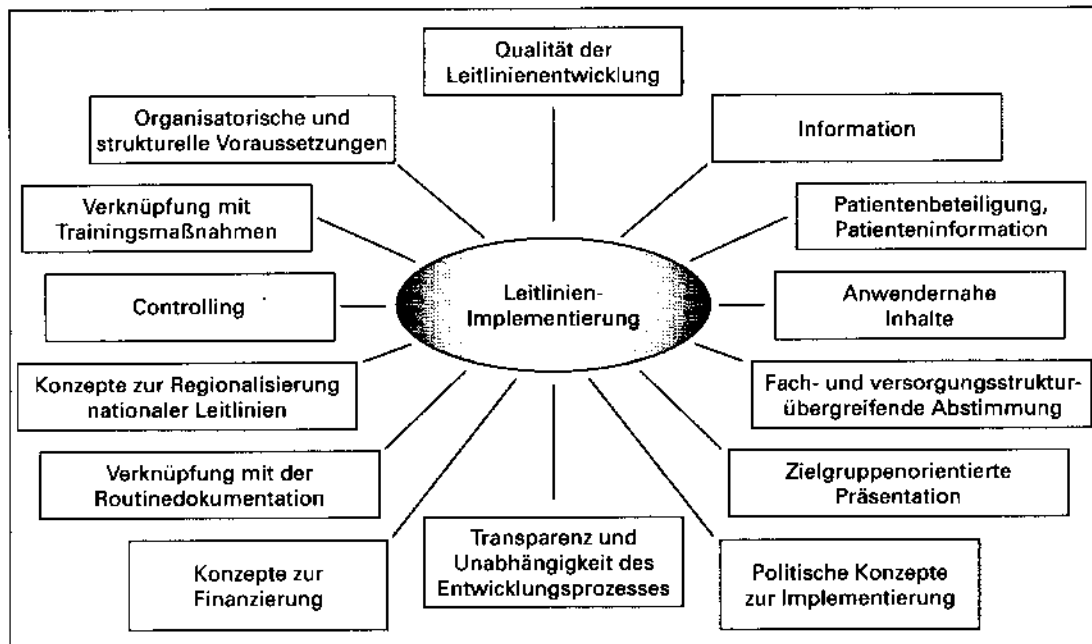 Qualität der
Leitlinienentwicklung
Organisatorische und
strukturelle Voraussetzungen
Information
Verknüpfung mit
Trainingsmaßnahmen
Patientenbeteiligung,
Patienteninformation
Controlling
Leitlinien-
Implementierung
Anwendernahe
Inhalte
Konzepte zur Regionalisierung
nationaler Leitlinien
Fach- und versorgungsstruktur-
übergreifende Abstimmung
Verknüpfung mit der
Routinedokumentation
Zielgruppenorientierte
Präsentation
Konzepte zur
Finanzierung
Transparenz und
Unabhängigkeit des
Entwicklungsprozesses
Politische Konzepte
zur Implementierung